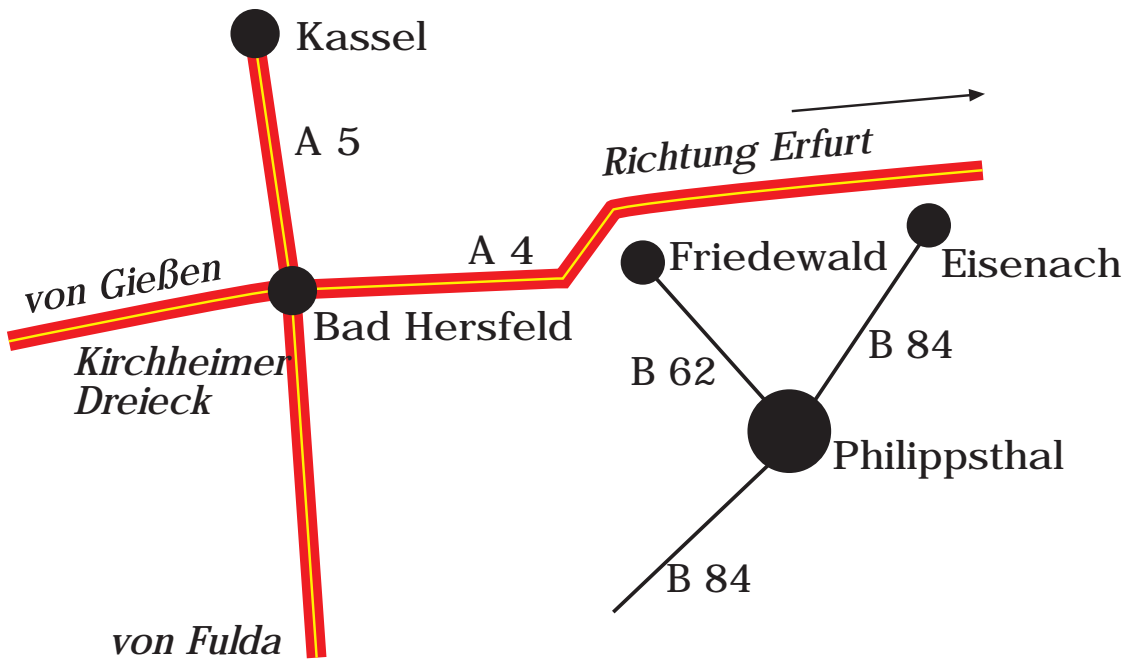 Kassel
A 5
Richtung Erfurt
A 4
Friedewald
Eisenach
von Gießen
Bad Hersfeld
Kirchheimer
Dreieck
B 62
B 84
Philippsthal
B 84
von Fulda